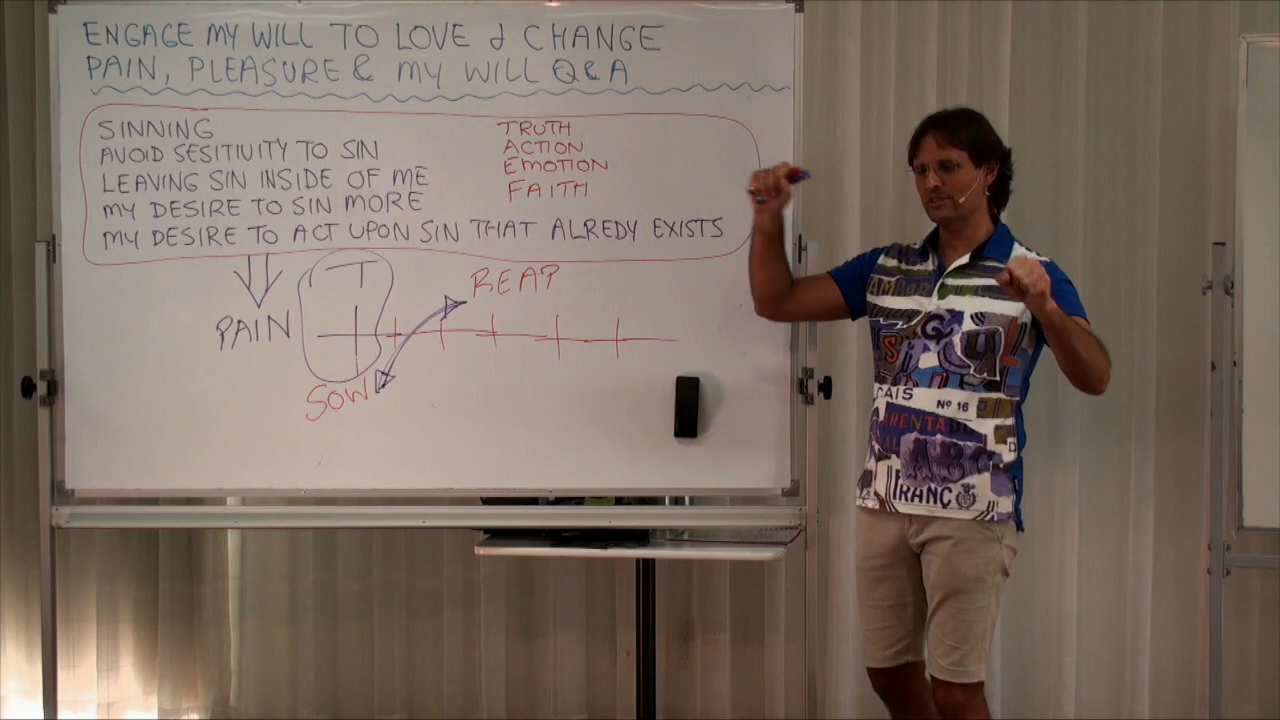 ENGAGE MY WILL TO LOVE & CHANGE
PAIN, PLEASURE & MY WILL Q&A
SINNING
AVOID SESITIVITY TO SIN
LEAVING SIN INSIDE OF ME
MY DESIRE TO SIN MORE
MY DESIRE TO ACT UPON SIN THAT ALREDY EXISTS
TRUTH
ACTION
EMOTION
FAITH
PAIN
T
REAP
SOW
CAIS
Nº 16
ABC
FRANÇ